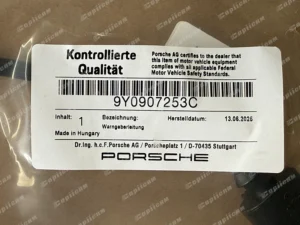 Kontrollierte
Qualität
Porsche AG certifies to the dealer that
this item of motor vehicle equipment
complies with all applicable Federal
Motor Vehicle Safety Standards.
9Y0907253C
Inhalt: 1 Bezeichnung: Herstelldatum: 13.06.2025
Warngabeleitung
Made in Hungary
Dr.Ing. h.c.F.Porsche AG / Porscheplatz 1 / D-70435 Stuttgart
PORSCHE